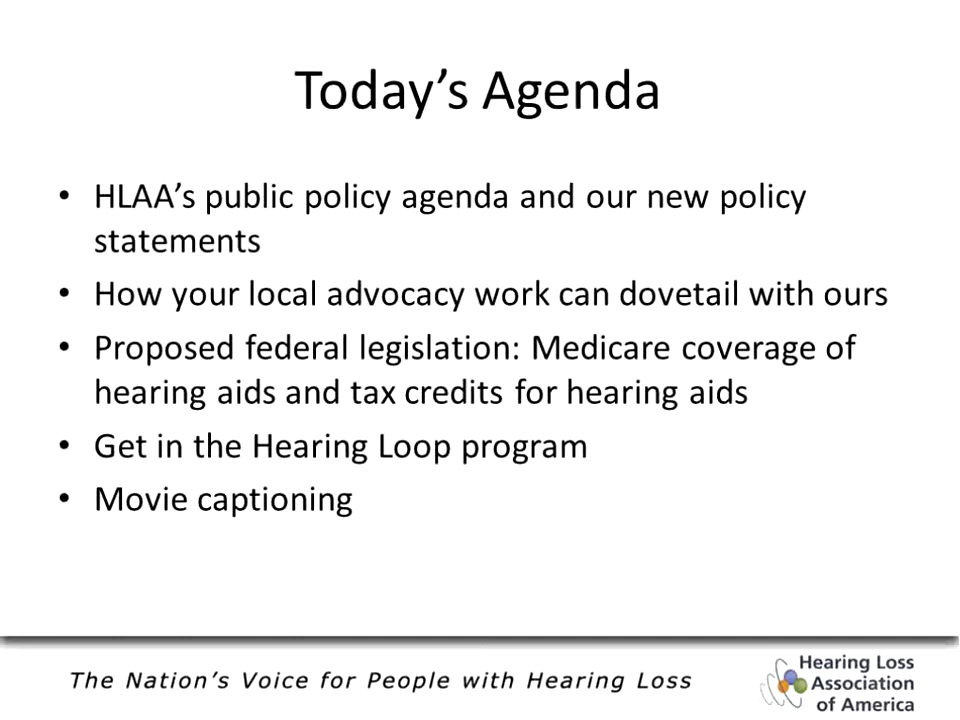 Today’s Agenda
• HLAA’s public policy agenda and our new policy
statements
• How your local advocacy work can dovetail with ours
• Proposed federal legislation: Medicare coverage of
hearing aids and tax credits for hearing aids
• Get in the Hearing Loop program
• Movie captioning
The Nation’s Voice for People with Hearing Loss
Hearing Loss
Association
of America